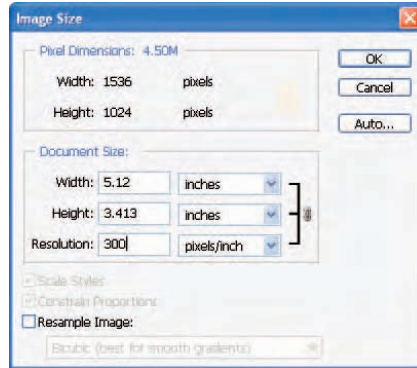 Image Size
Pixel Dimensions: 4.50M
OK
Width: 1536 pixels
Cancel
Height: 1024 pixels
Auto...
Document Size:
Width: 5.12 inches
Height: 3.413 inches
Resolution: 300 pixels/inch
Scale Styles
Constrain Proportions
Resample Image:
Bicubic (best for smooth gradients)